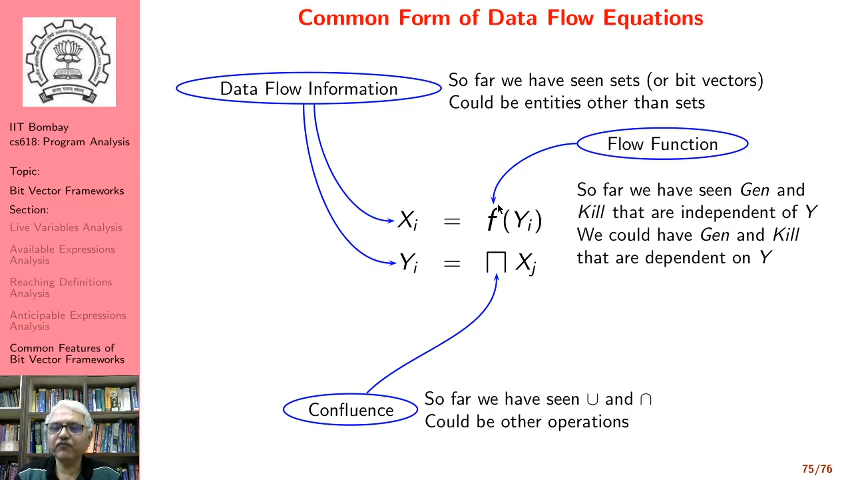 Common Form of Data Flow Equations
IIT Bombay
cs618: Program Analysis
Topic:
Bit Vector Frameworks
Section:
Live Variables Analysis
Available Expressions
Analysis
Reaching Definitions
Analysis
Anticipable Expressions
Analysis
Common Features of
Bit Vector Frameworks
Data Flow Information
So far we have seen sets (or bit vectors)
Could be entities other than sets
Flow Function
So far we have seen Gen and
Kill that are independent of Y
We could have Gen and Kill
that are dependent on Y
Xᵢ = f(Yᵢ)
Yᵢ = ⊓ Xⱼ
Confluence
So far we have seen ∪ and ∩
Could be other operations
75/76